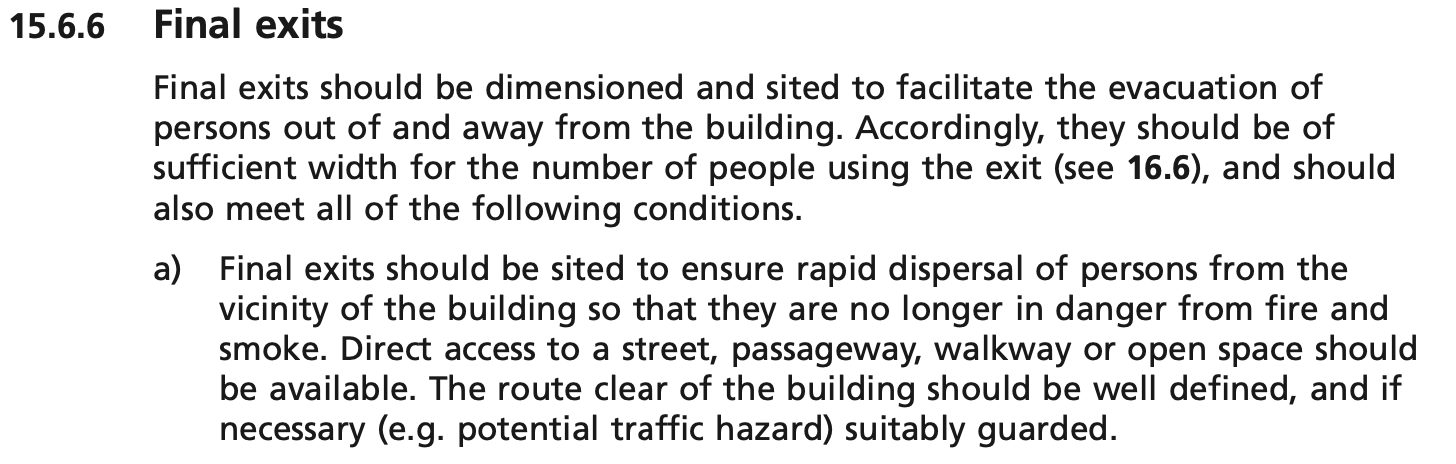 15.6.6 Final exits
Final exits should be dimensioned and sited to facilitate the evacuation of
persons out of and away from the building. Accordingly, they should be of
sufficient width for the number of people using the exit (see 16.6), and should
also meet all of the following conditions.
a) Final exits should be sited to ensure rapid dispersal of persons from the
vicinity of the building so that they are no longer in danger from fire and
smoke. Direct access to a street, passageway, walkway or open space should
be available. The route clear of the building should be well defined, and if
necessary (e.g. potential traffic hazard) suitably guarded.